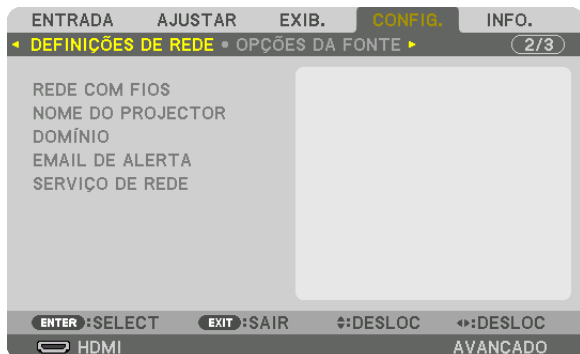 ENTRADA AJUSTAR EXIB. CONFIG. INFO.
DEFINIÇÕES DE REDE • OPÇÕES DA FONTE 2/3
REDE COM FIOS
NOME DO PROJECTOR
DOMÍNIO
EMAIL DE ALERTA
SERVIÇO DE REDE
ENTER :SELECT EXIT :SAIR :DESLOC :DESLOC
HDMI AVANCADO